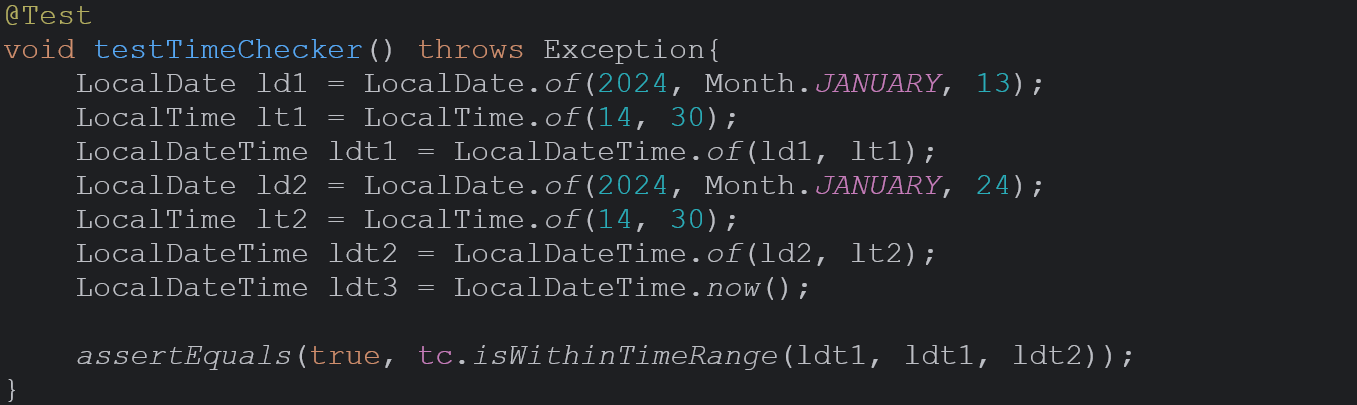 @Test
void testTimeChecker() throws Exception{
    LocalDate ld1 = LocalDate.of(2024, Month.JANUARY, 13);
    LocalTime lt1 = LocalTime.of(14, 30);
    LocalDateTime ldt1 = LocalDateTime.of(ld1, lt1);
    LocalDate ld2 = LocalDate.of(2024, Month.JANUARY, 24);
    LocalTime lt2 = LocalTime.of(14, 30);
    LocalDateTime ldt2 = LocalDateTime.of(ld2, lt2);
    LocalDateTime ldt3 = LocalDateTime.now();

    assertEquals(true, tc.isWithinTimeRange(ldt1, ldt1, ldt2));
}